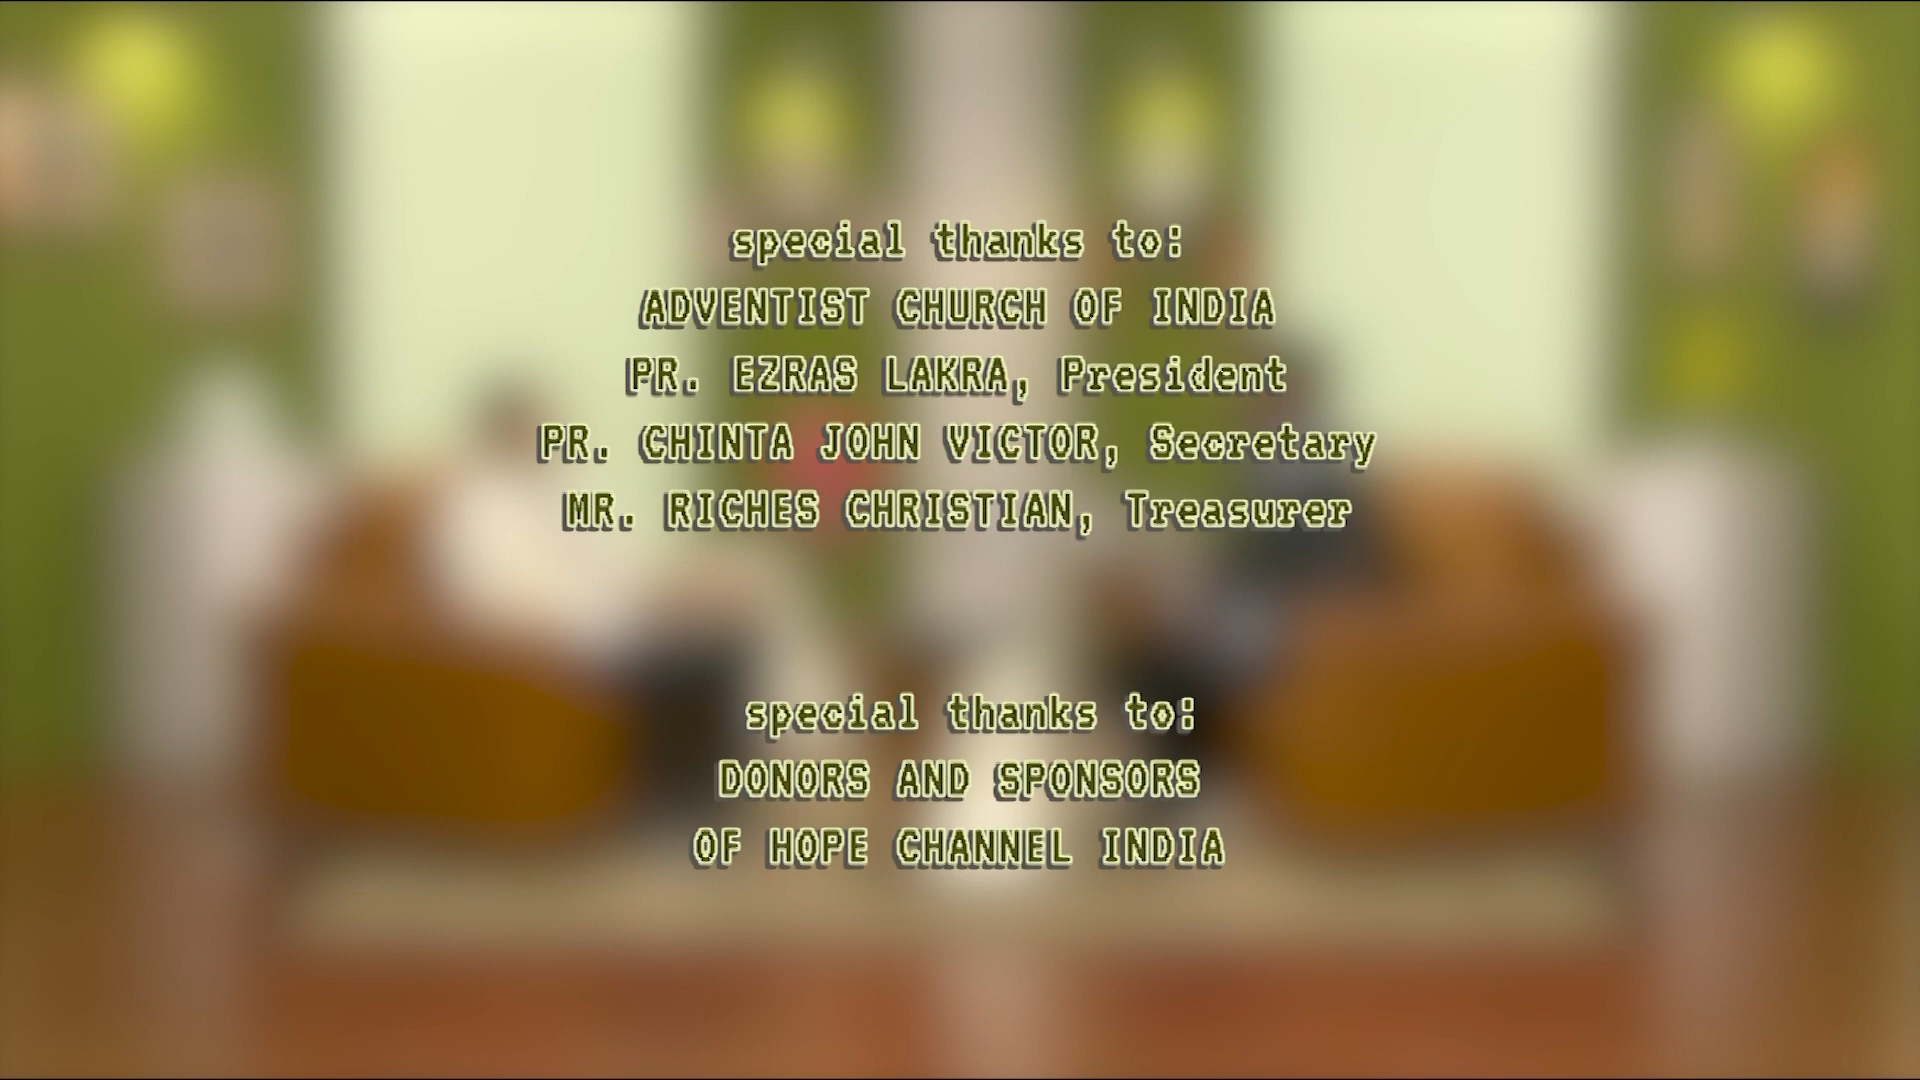 special thanks to:
ADVENTIST CHURCH OF INDIA
PR. EZRAS LAKRA, President
PR. CHINTA JOHN VICTOR, Secretary
MR. RICHES CHRISTIAN, Treasurer
special thanks to:
DONORS AND SPONSORS
OF HOPE CHANNEL INDIA